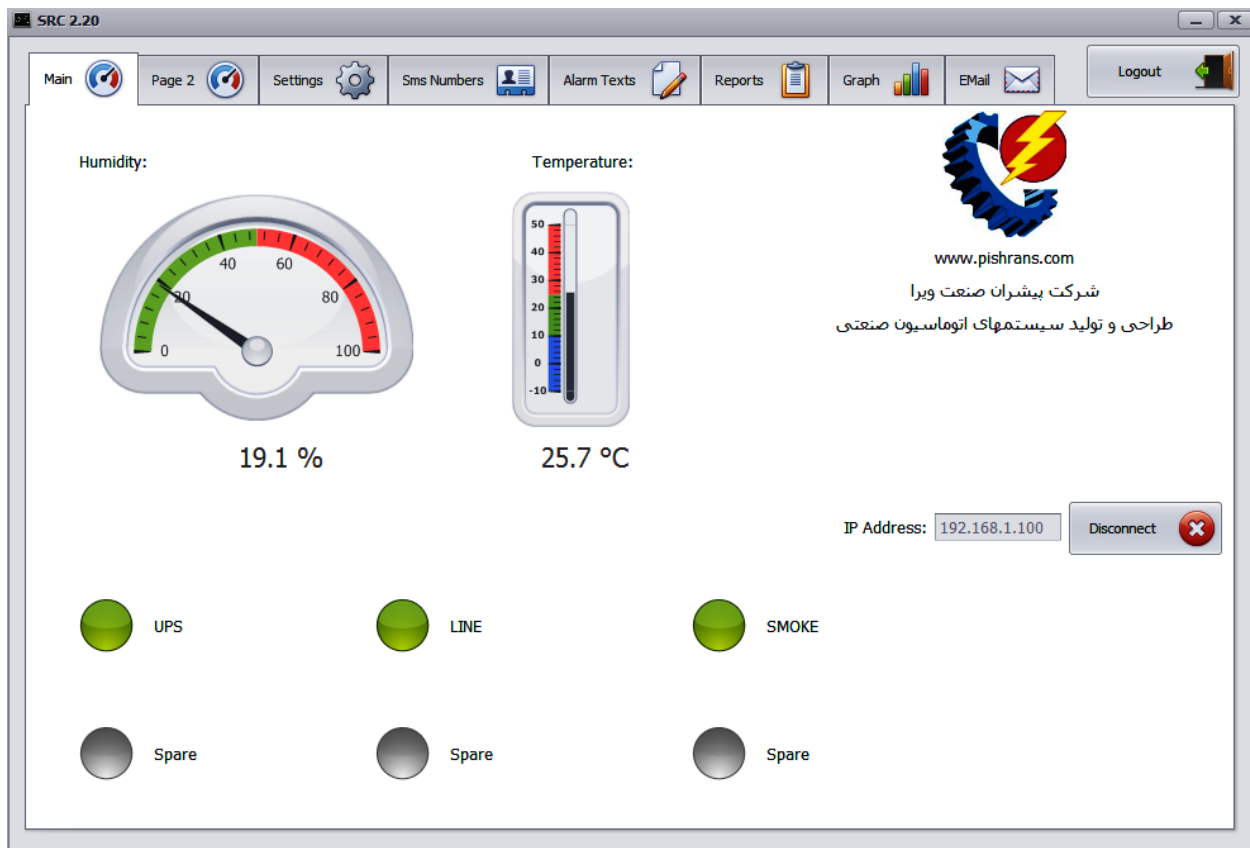 SRC 2.20
Main
Page 2
Settings
Sms Numbers
Alarm Texts
Reports
Graph
EMail
Logout
Humidity:
0
20
40
60
80
100
19.1 %
Temperature:
50
40
30
20
10
0
-10
25.7 °C
www.pishrans.com
شرکت پیشران صنعت ویرا
طراحی و تولید سیستمهای اتوماسیون صنعتی
IP Address: 192.168.1.100
Disconnect
UPS
LINE
SMOKE
Spare
Spare
Spare